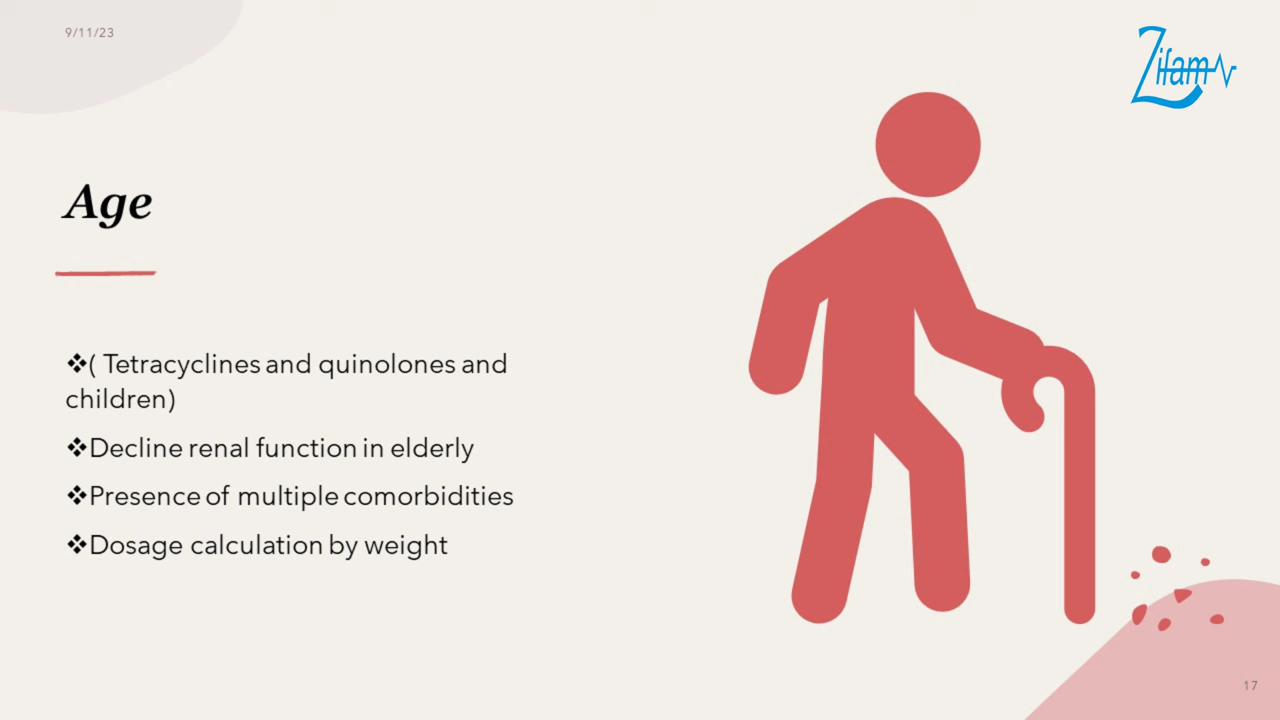 9/11/23
Zifam
Age
❖( Tetracyclines and quinolones and
children)
❖Decline renal function in elderly
❖Presence of multiple comorbidities
❖Dosage calculation by weight
17